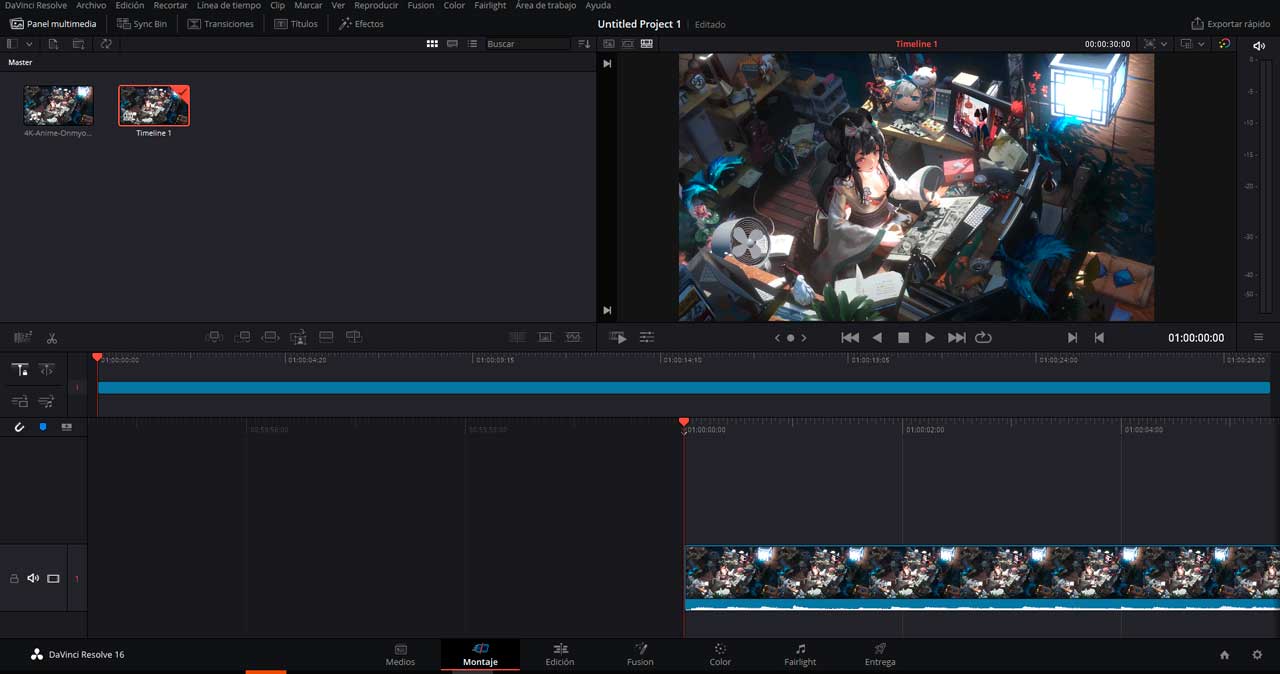 DaVinci Resolve Archivo Edición Recortar Línea de tiempo Clip Marcar Ver Reproducir Fusion Color Fairlight Área de trabajo Ayuda
Panel multimedia Sync Bin Transiciones Títulos Efectos Untitled Project 1 Editado Exportar rápido
Buscar Timeline 1 00:00:30:00
Master
0
-5
-10
-15
-20
-30
-40
-50
4K-Anime-Onmyo... Timeline 1
01:00:00:00
01:00:00:00 01:00:04:20 01:00:09:15 01:00:14:10 01:00:19:05 01:00:24:00 01:00:28:20
1
00:59:56:00 00:59:58:00 01:00:00:00 01:00:02:00 01:00:04:00
1
DaVinci Resolve 16 Medios Montaje Edición Fusion Color Fairlight Entrega